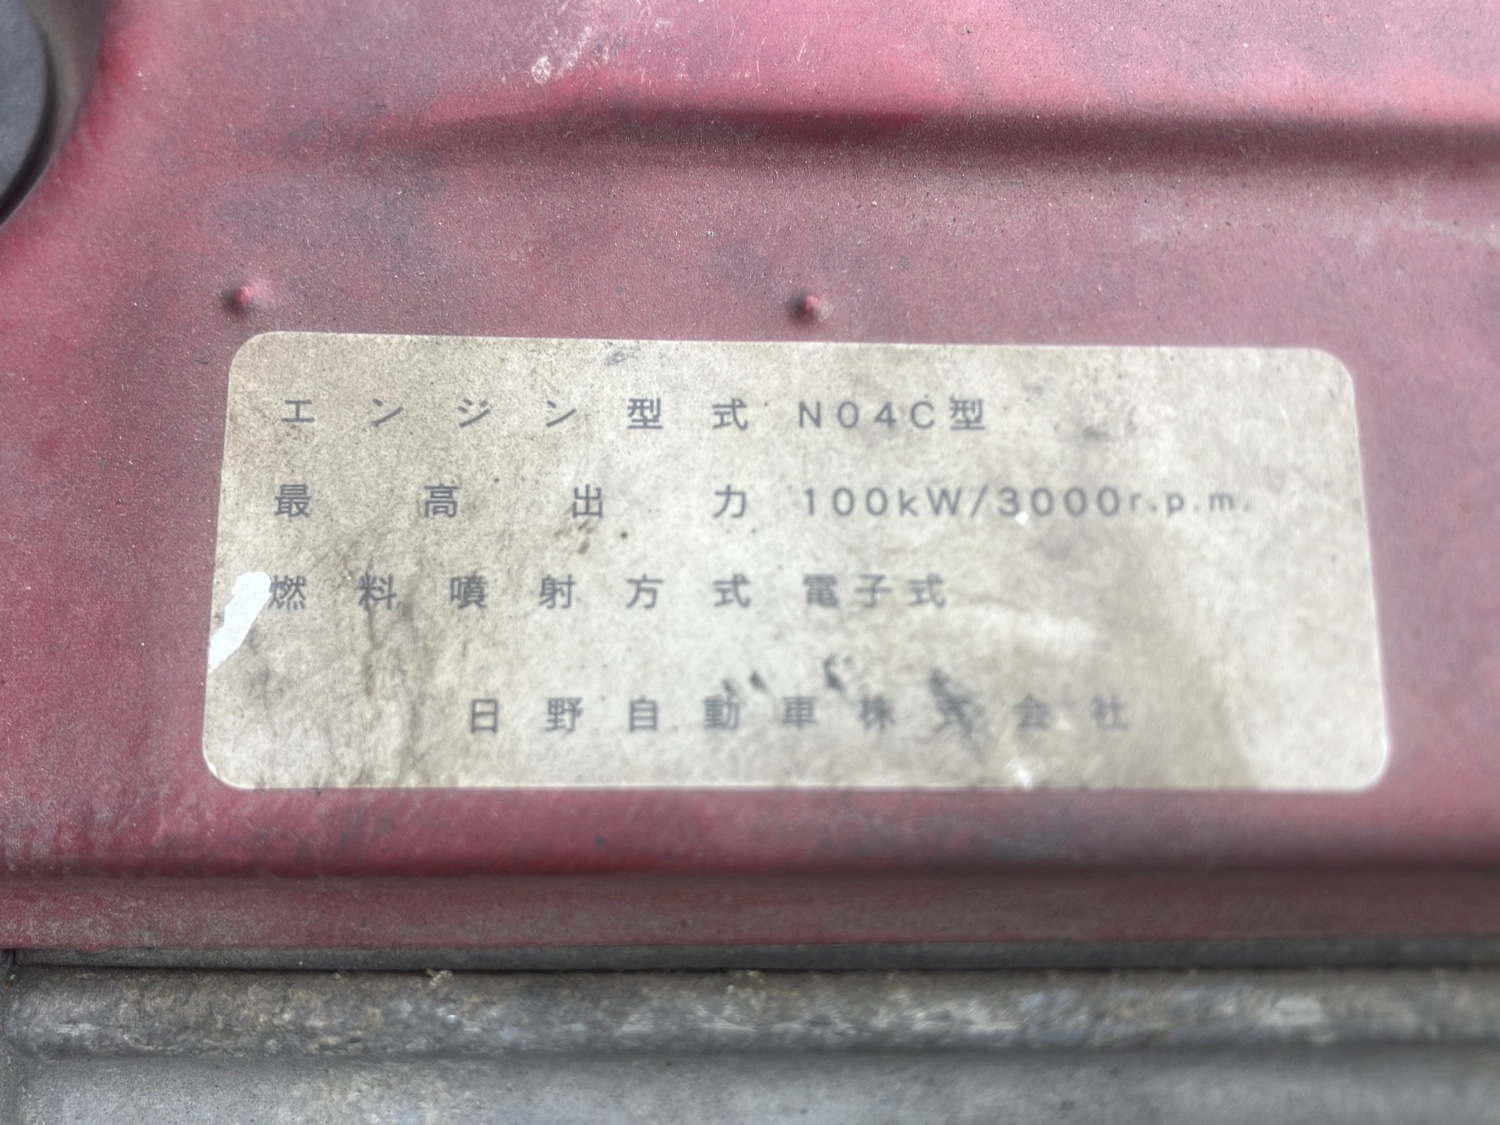 エンジン型式 N04C型
最高出力 100kW/3000r.p.m.
燃料噴射方式 電子式
日野自動車株式会社